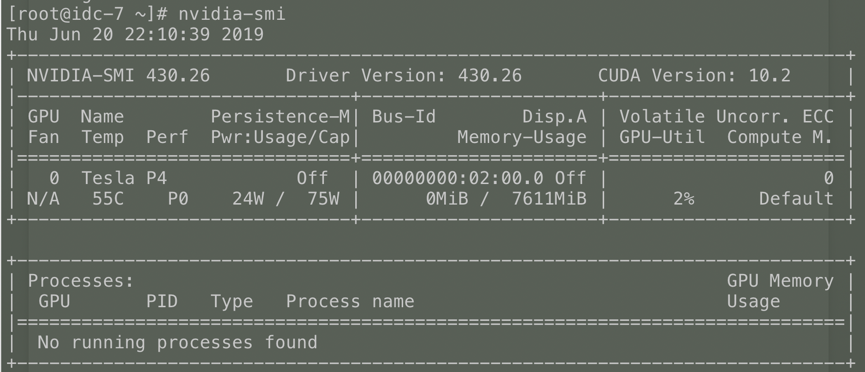 [root@idc-7 ~]# nvidia-smi
Thu Jun 20 22:10:39 2019
+-----------------------------------------------------------------------------+
| NVIDIA-SMI 430.26       Driver Version: 430.26       CUDA Version: 10.2     |
|-------------------------------+----------------------+----------------------+
| GPU  Name        Persistence-M| Bus-Id        Disp.A | Volatile Uncorr. ECC |
| Fan  Temp  Perf  Pwr:Usage/Cap|         Memory-Usage | GPU-Util  Compute M. |
|===============================+======================+======================|
|   0  Tesla P4            Off  | 00000000:02:00.0 Off |                    0 |
| N/A   55C    P0    24W /  75W |      0MiB /  7611MiB |      2%      Default |
+-------------------------------+----------------------+----------------------+
+-----------------------------------------------------------------------------+
| Processes:                                                       GPU Memory |
|  GPU       PID   Type   Process name                             Usage      |
|=============================================================================|
|  No running processes found                                                 |
+-----------------------------------------------------------------------------+